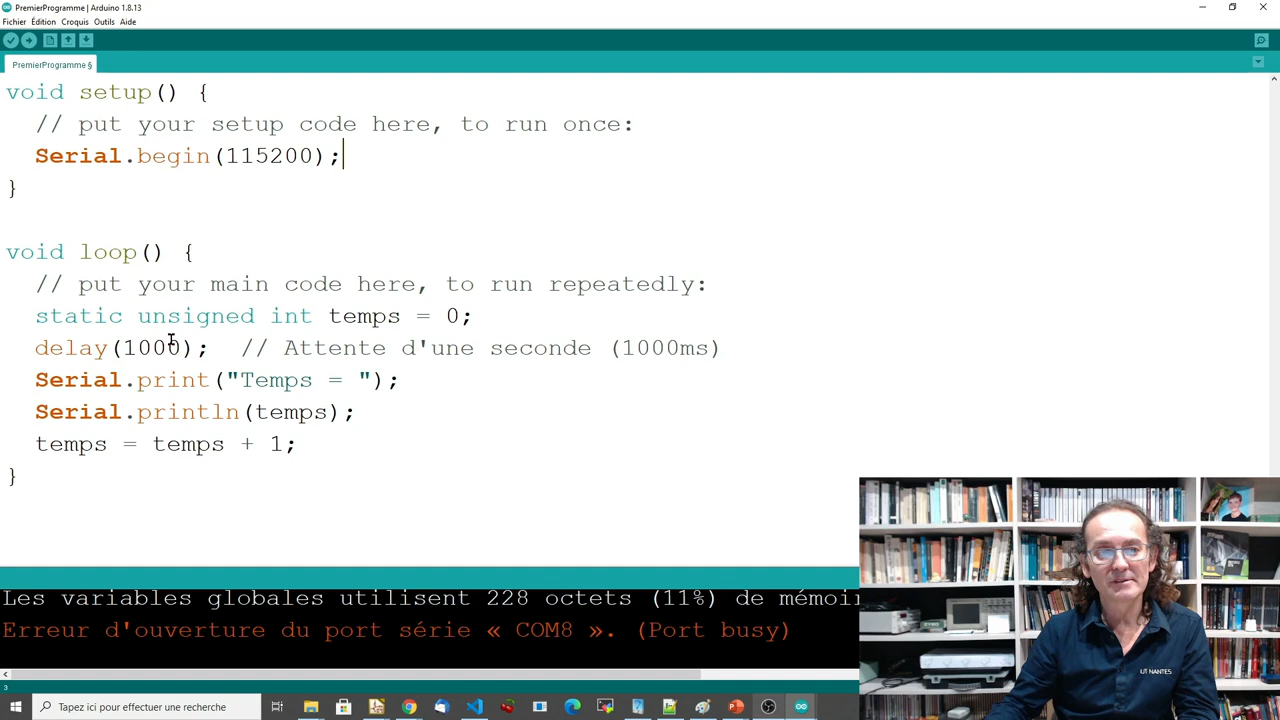 PremierProgramme | Arduino 1.8.13
Fichier Édition Croquis Outils Aide
PremierProgramme §
void setup() {
// put your setup code here, to run once:
Serial.begin(115200);
}
void loop() {
// put your main code here, to run repeatedly:
static unsigned int temps = 0;
delay(1000); // Attente d'une seconde (1000ms)
Serial.print("Temps = ");
Serial.println(temps);
temps = temps + 1;
}
Les variables globales utilisent 228 octets (11%) de mémoir
Erreur d'ouverture du port série « COM8 ». (Port busy)
IUT NANTES
3
Tapez ici pour effectuer une recherche